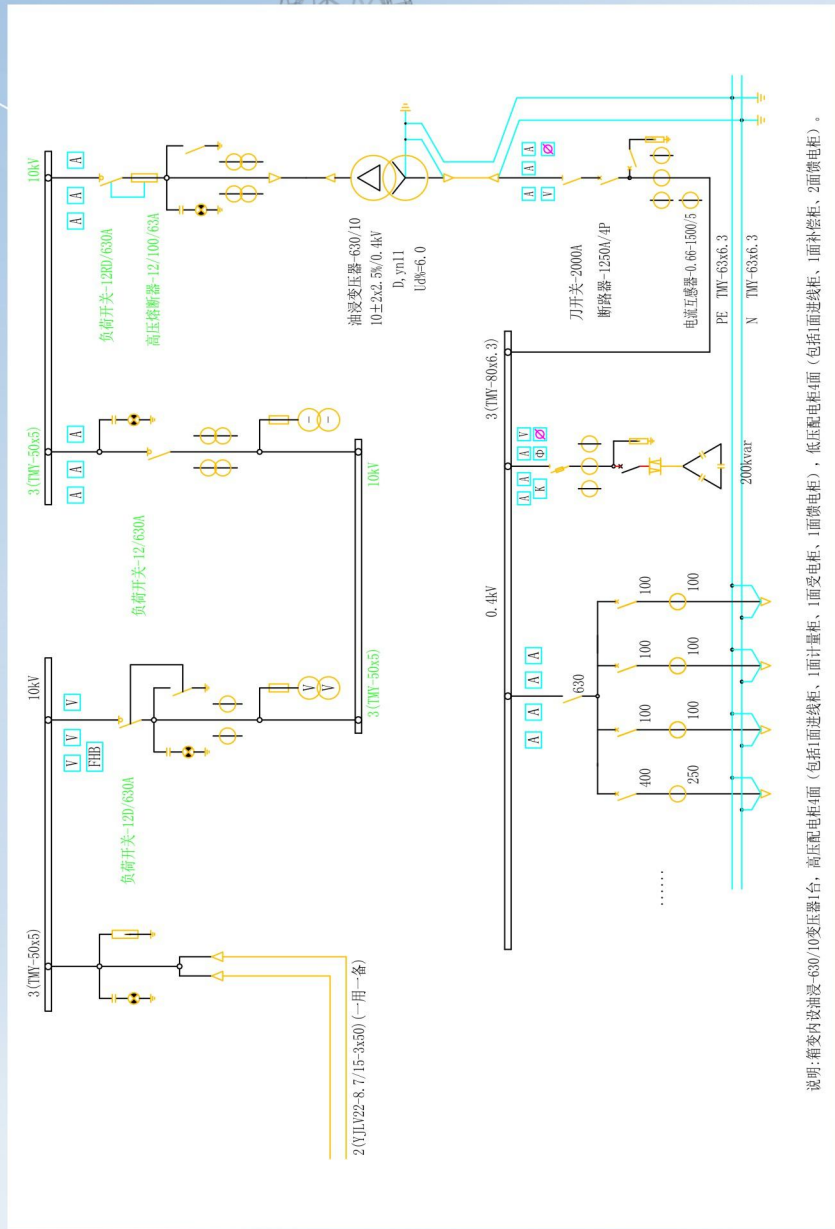 3(TMY-50x5)
10kV
V
V
V
FHB
负荷开关-12D/630A
V
V
2(YJLV22-8.7/15-3x50)(一用一备)
3(TMY-50x5)
10kV
3(TMY-50x5)
A
A
A
负荷开关-12/630A
10kV
A
A
A
负荷开关-12RD/630A
高压熔断器-12/100/63A
油浸变压器-630/10
10±2x2.5%/0.4kV
D,yn11
Ud%=6.0
A
A
A
V
Ø
刀开关-2000A
断路器-1250A/4P
电流互感器-0.66-1500/5
PE TMY-63x6.3
N TMY-63x6.3
0.4kV
3(TMY-80x6.3)
A
A
A
V
K
Φ
Ø
200kvar
A
A
A
A
630
400
100
100
100
250
100
100
100
......
说明:箱变内设油浸-630/10变压器1台,高压配电柜4面(包括1面进线柜、1面计量柜、1面受电柜、1面馈电柜),低压配电柜4面(包括1面进线柜、1面补偿柜、2面馈电柜)。